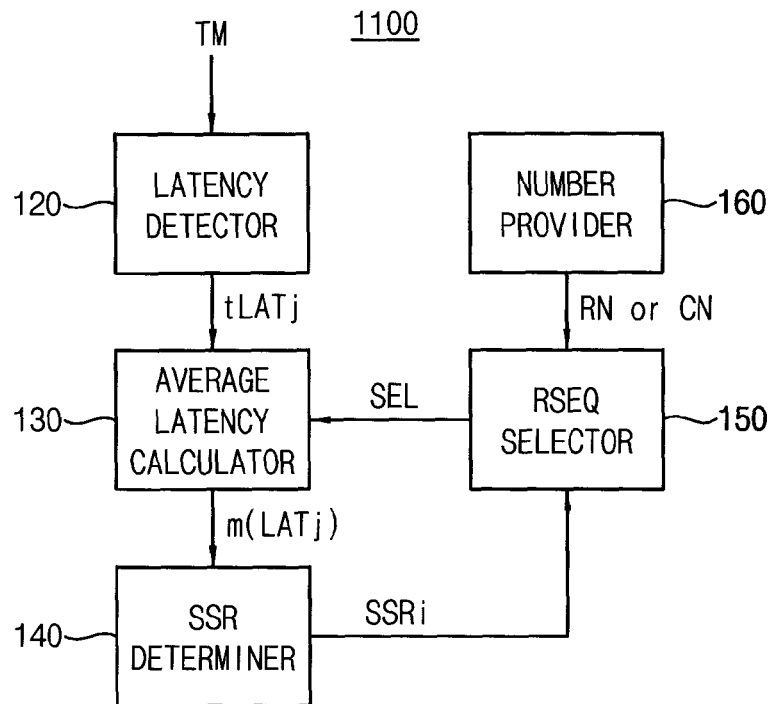 1100
TM
LATENCY
DETECTOR
120
NUMBER
PROVIDER
160
tLATj
RN or CN
AVERAGE
LATENCY
CALCULATOR
130
SEL
RSEQ
SELECTOR
150
m(LATj)
SSR
DETERMINER
140
SSRi